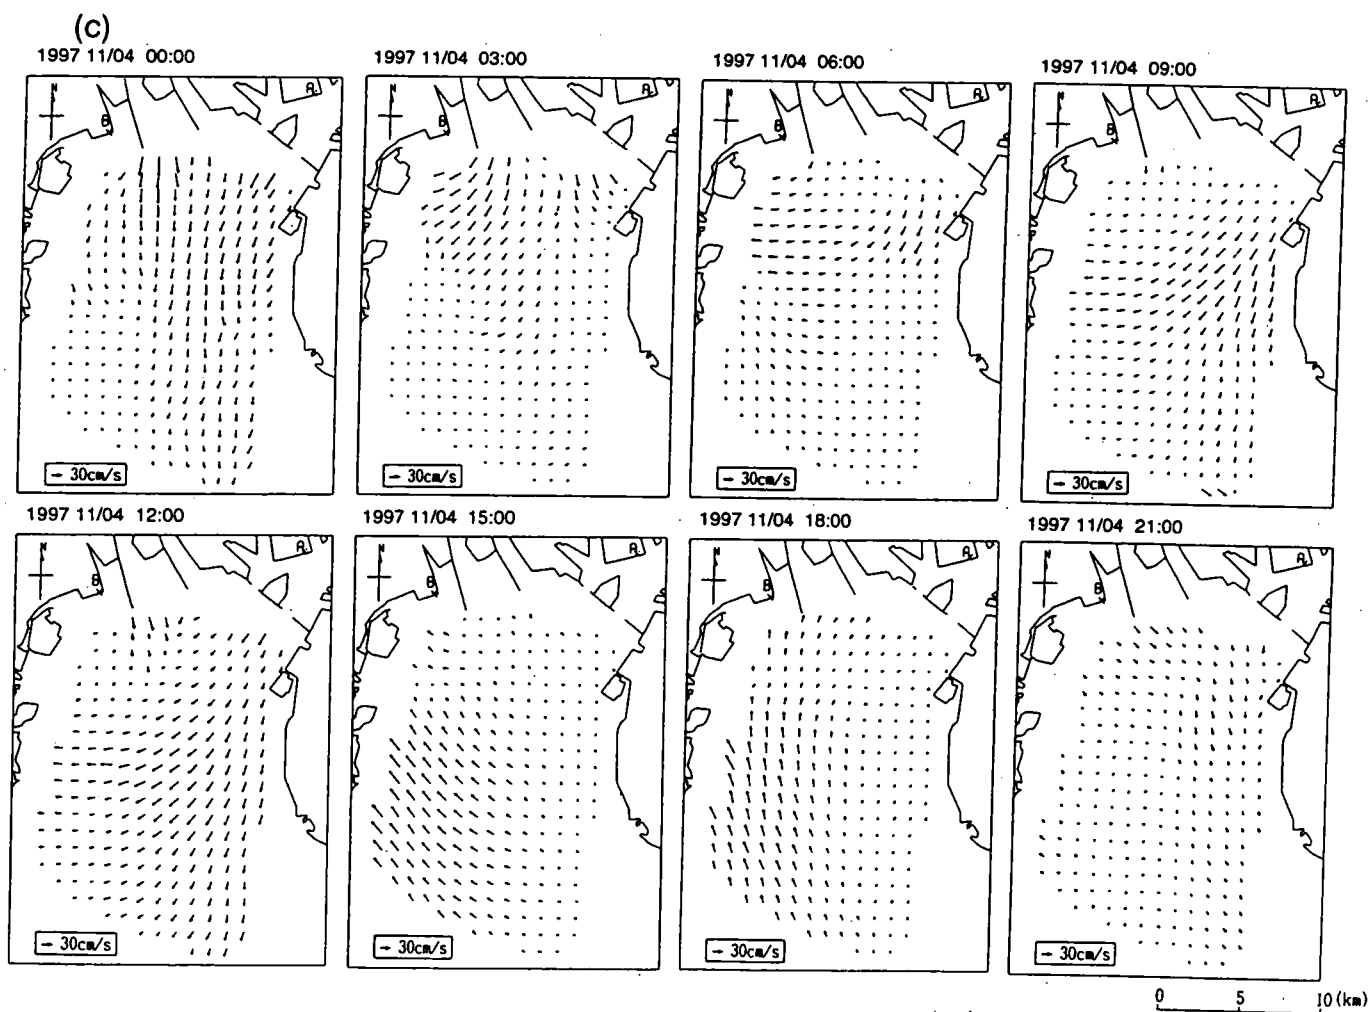 (c)
1997 11/04 00:00
1997 11/04 03:00
1997 11/04 06:00
1997 11/04 09:00
N
B
A
N
B
A
N
B
A
N
B
A
→ 30cm/s
→ 30cm/s
→ 30cm/s
→ 30cm/s
1997 11/04 12:00
1997 11/04 15:00
1997 11/04 18:00
1997 11/04 21:00
N
B
A
N
B
A
N
B
A
N
B
A
→ 30cm/s
→ 30cm/s
→ 30cm/s
→ 30cm/s
0 5 10 (km)